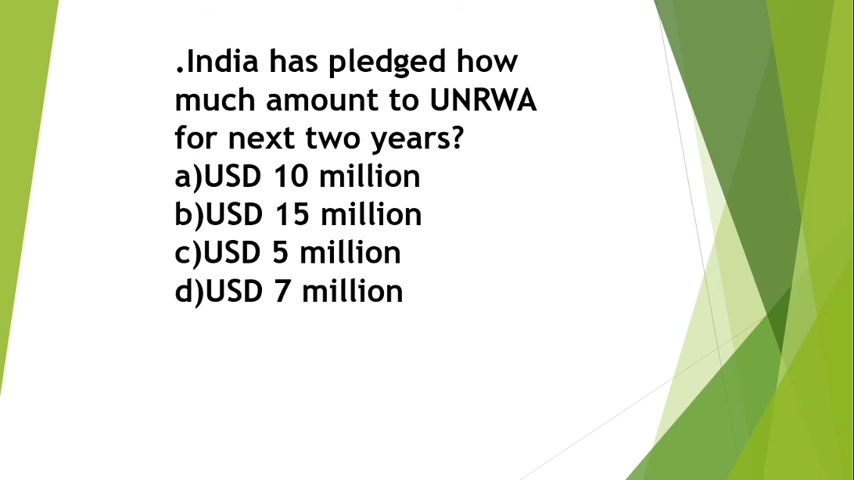 .India has pledged how
much amount to UNRWA
for next two years?
a)USD 10 million
b)USD 15 million
c)USD 5 million
d)USD 7 million